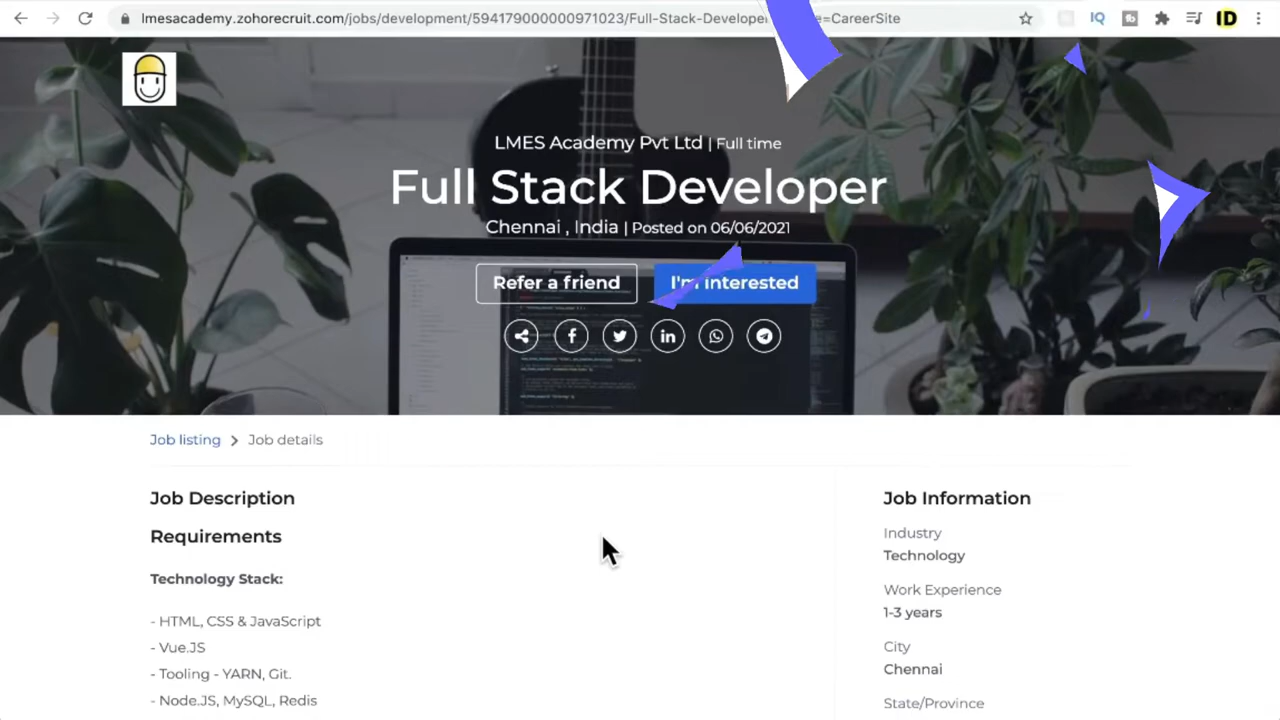 lmesacademy.zohorecruit.com/jobs/development/594179000000971023/Full-Stack-Develope =CareerSite
IQ
ID
LMES Academy Pvt Ltd | Full time
Full Stack Developer
Chennai , India | Posted on 06/06/2021
Refer a friend
I'm interested
Job listing > Job details
Job Description
Requirements
Technology Stack:
- HTML, CSS & JavaScript
- Vue.JS
- Tooling - YARN, Git.
- Node.JS, MySQL, Redis
Job Information
Industry
Technology
Work Experience
1-3 years
City
Chennai
State/Province